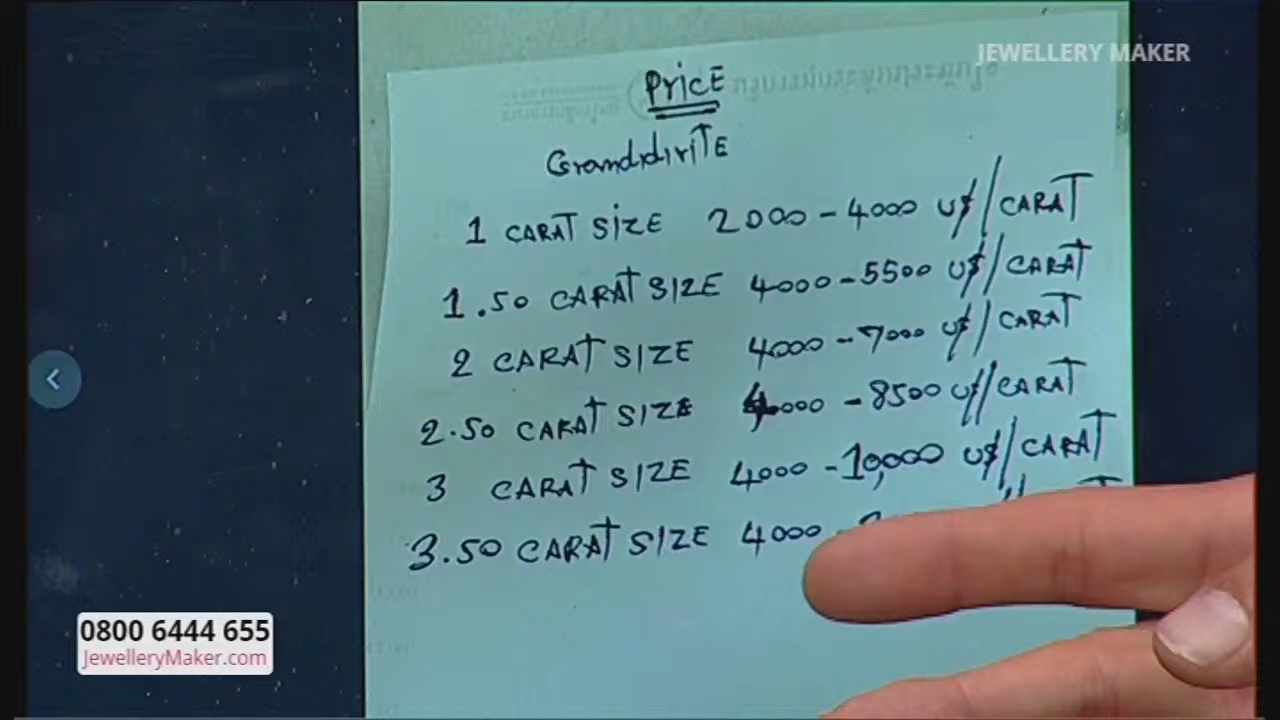 JEWELLERY MAKER
PRICE
Grandidirite
1 CARAT SIZE 2000 - 4000 U$/CARAT
1.50 CARAT SIZE 4000 - 5500 U$/CARAT
2 CARAT SIZE 4000 - 7000 U$/CARAT
2.50 CARAT SIZE 4000 - 8500 U$/CARAT
3 CARAT SIZE 4000 - 10,000 U$/CARAT
3.50 CARAT SIZE 4000 -
0800 6444 655
JewelleryMaker.com